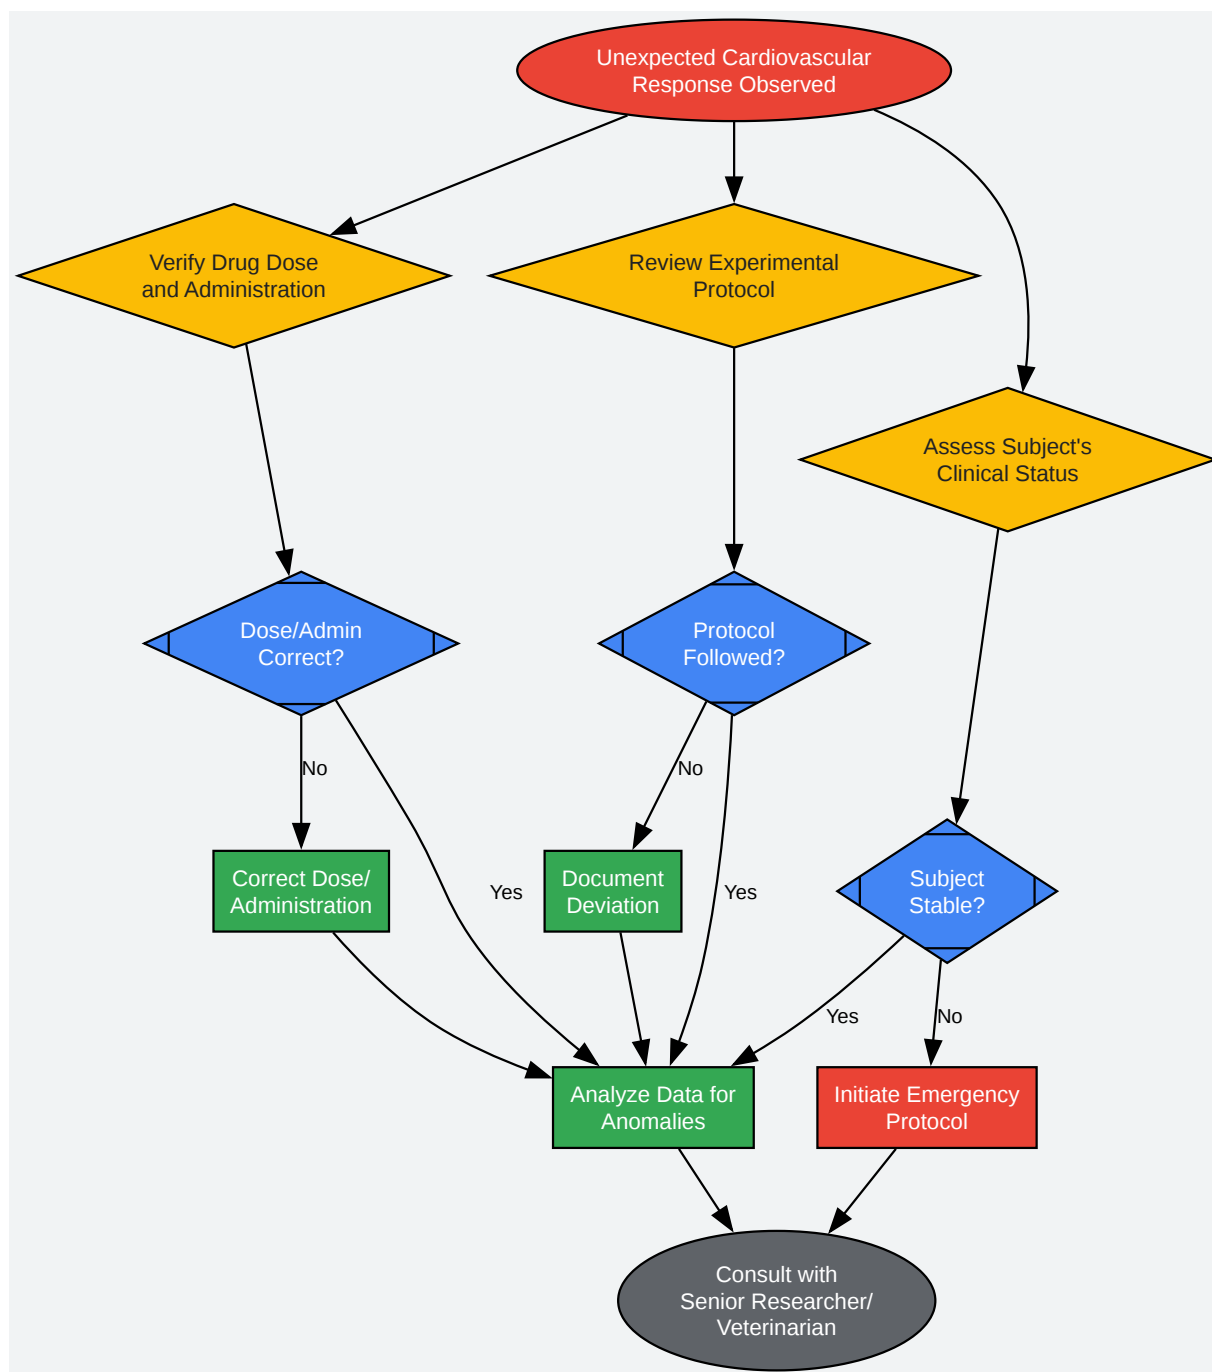 Unexpected Cardiovascular
Response Observed
Verify Drug Dose
and Administration
Review Experimental
Protocol
Assess Subject's
Clinical Status
Dose/Admin
Correct?
Protocol
Followed?
No
No
Correct Dose/
Administration
Yes
Document
Deviation
Yes
Subject
Stable?
Yes
No
Analyze Data for
Anomalies
Initiate Emergency
Protocol
Consult with
Senior Researcher/
Veterinarian